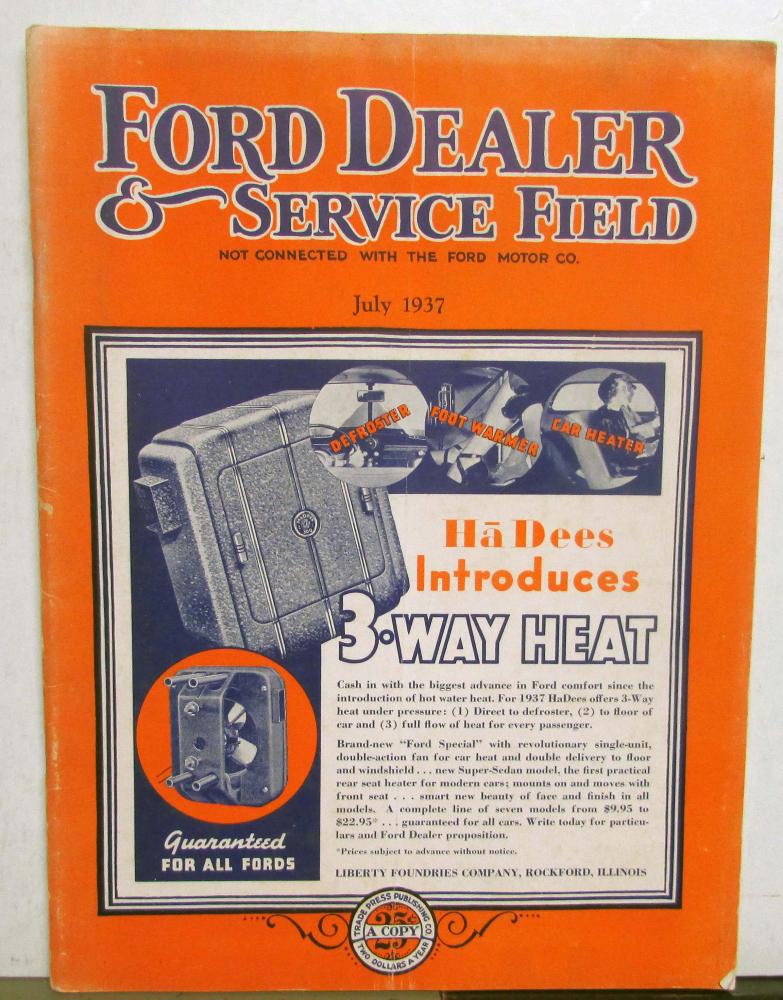 FORD DEALER
& SERVICE FIELD
NOT CONNECTED WITH THE FORD MOTOR CO.
July 1937
DEFROSTER
FOOT WARMER
CAR HEATER
Hā Dees
Introduces
3-WAY HEAT
Cash in with the biggest advance in Ford comfort since the
introduction of hot water heat. For 1937 HaDees offers 3-Way
heat under pressure: (1) Direct to defroster, (2) to floor of
car and (3) full flow of heat for every passenger.
Brand-new "Ford Special" with revolutionary single-unit,
double-action fan for car heat and double delivery to floor
and windshield . . . new Super-Sedan model, the first practical
rear seat heater for modern cars; mounts on and moves with
front seat . . . smart new beauty of face and finish in all
models. A complete line of seven models from $9.95 to
$22.95* . . . guaranteed for all cars. Write today for particu-
lars and Ford Dealer proposition.
*Prices subject to advance without notice.
LIBERTY FOUNDRIES COMPANY, ROCKFORD, ILLINOIS
Guaranteed
FOR ALL FORDS
TRADE PRESS PUBLISHING CO.
25¢
A COPY
TWO DOLLARS A YEAR